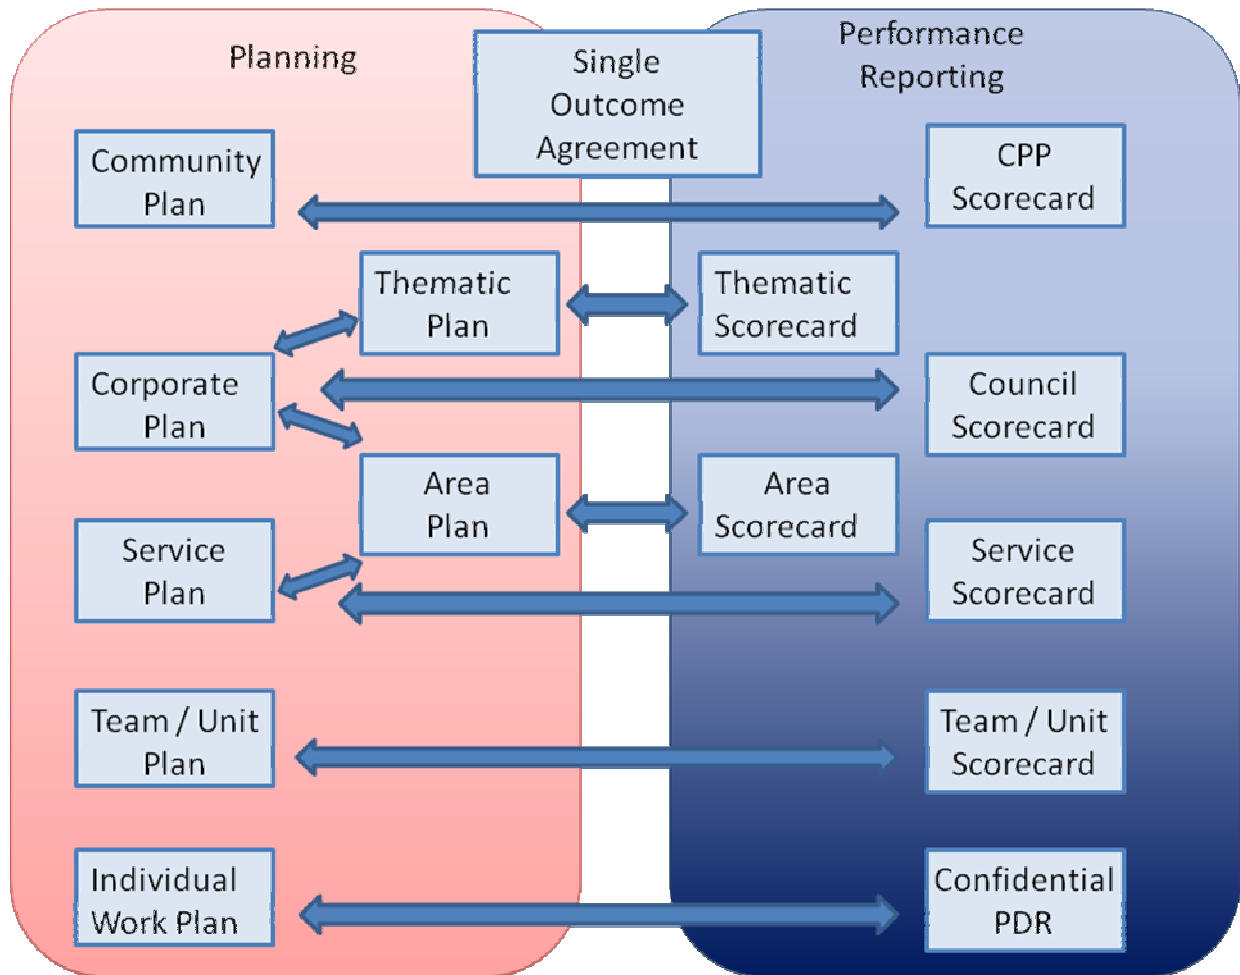 Planning
Single
Outcome
Agreement
Performance
Reporting
Community
Plan
CPP
Scorecard
Thematic
Plan
Thematic
Scorecard
Corporate
Plan
Council
Scorecard
Area
Plan
Area
Scorecard
Service
Plan
Service
Scorecard
Team / Unit
Plan
Team / Unit
Scorecard
Individual
Work Plan
Confidential
PDR